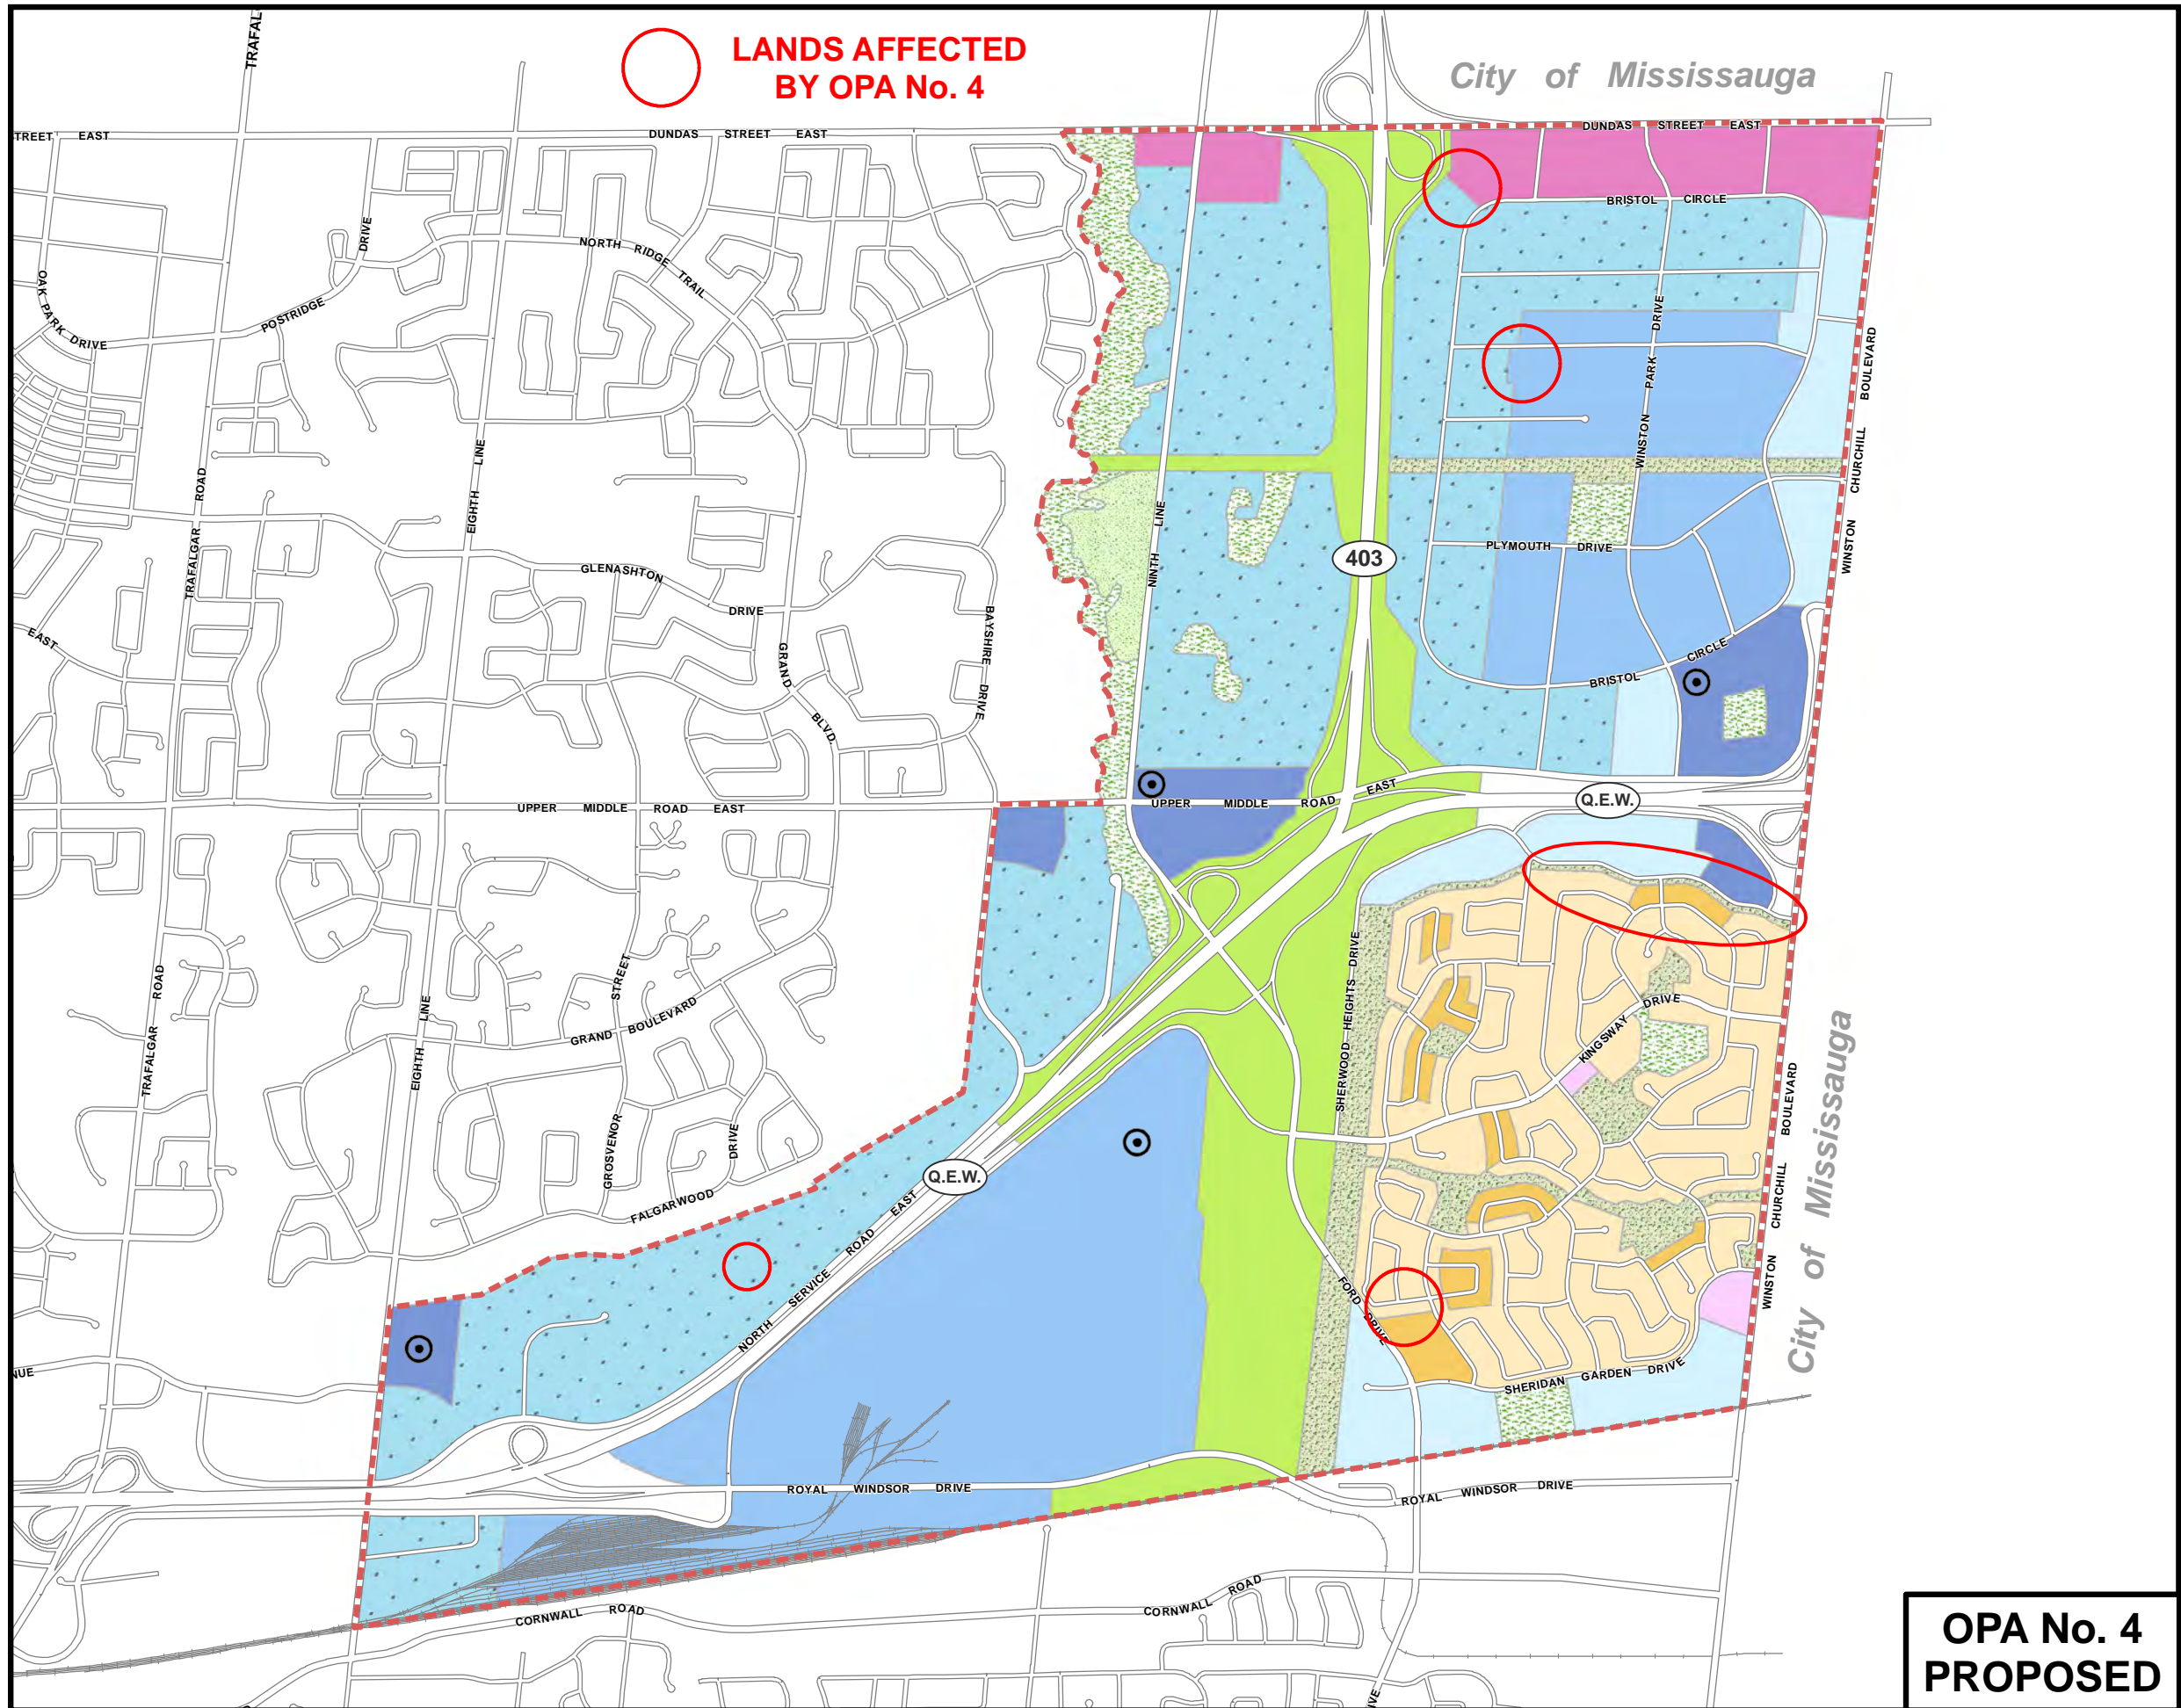 TRAFAL
LANDS AFFECTED
BY OPA No. 4
City of Mississauga
TREET EAST
DUNDAS STREET EAST
DUNDAS STREET EAST
BRISTOL CIRCLE
DRIVE
NORTH RIDGE TRAIL
OAK PARK DRIVE
POSTRIDGE
WINSTON PARK DRIVE
WINSTON CHURCHILL BOULEVARD
EIGHTH LINE
TRAFALGAR ROAD
NINTH LINE
403
PLYMOUTH DRIVE
GLENASHTON DRIVE
BAYSHIRE DRIVE
EAST
GRAND BLVD.
BRISTOL CIRCLE
UPPER MIDDLE ROAD EAST
UPPER MIDDLE ROAD EAST
Q.E.W.
SHERWOOD HEIGHTS DRIVE
KINGSWAY DRIVE
TRAFALGAR ROAD
EIGHTH LINE
GRAND BOULEVARD
GROSVENOR STREET
DRIVE
FALGARWOOD
Q.E.W.
NORTH SERVICE ROAD EAST
FORD DRIVE
WINSTON CHURCHILL BOULEVARD
City of Mississauga
SHERIDAN GARDEN DRIVE
NUE
ROYAL WINDSOR DRIVE
ROYAL WINDSOR DRIVE
CORNWALL ROAD
CORNWALL ROAD
IVE
OPA No. 4
PROPOSED